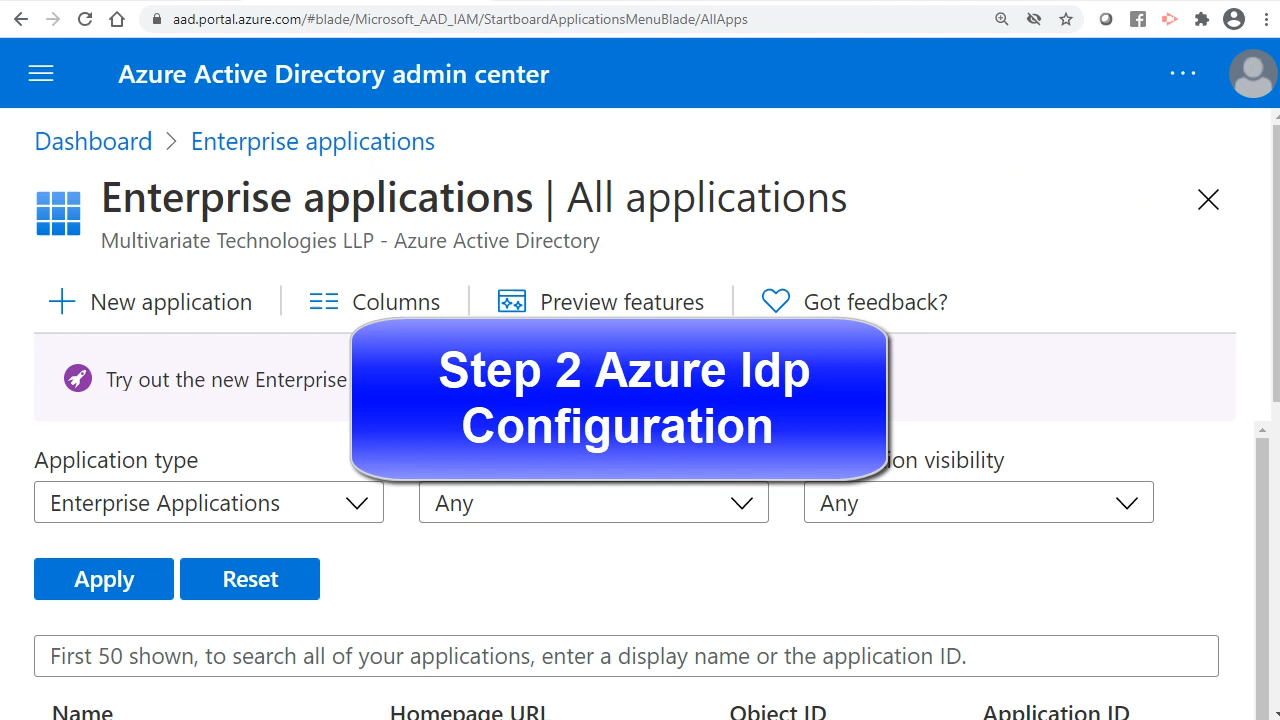 aad.portal.azure.com/#blade/Microsoft_AAD_IAM/StartboardApplicationsMenuBlade/AllApps
Azure Active Directory admin center
Dashboard > Enterprise applications
Enterprise applications | All applications
Multivariate Technologies LLP - Azure Active Directory
New application
Columns
Preview features
Got feedback?
Try out the new Enterprise
Step 2 Azure Idp
Configuration
Application type
ion visibility
Enterprise Applications
Any
Any
Apply
Reset
First 50 shown, to search all of your applications, enter a display name or the application ID.
Name
Homepage URL
Object ID
Application ID